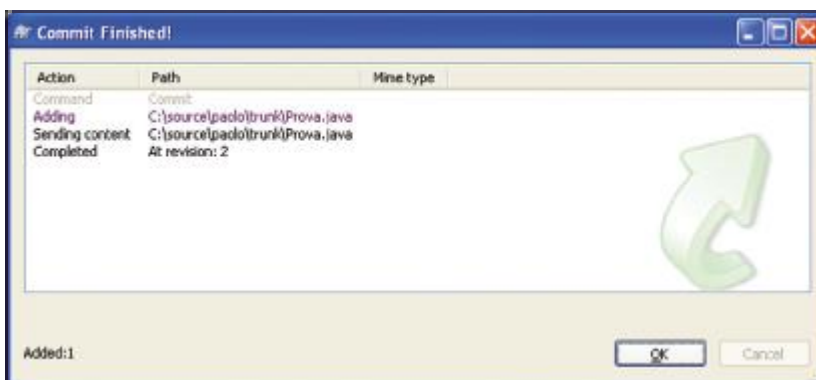 Commit Finished!
Action Path Mime type
Command Commit
Adding C:\source\paolo\trunk\Prova.java
Sending content C:\source\paolo\trunk\Prova.java
Completed At revision: 2
Added:1 OK Cancel